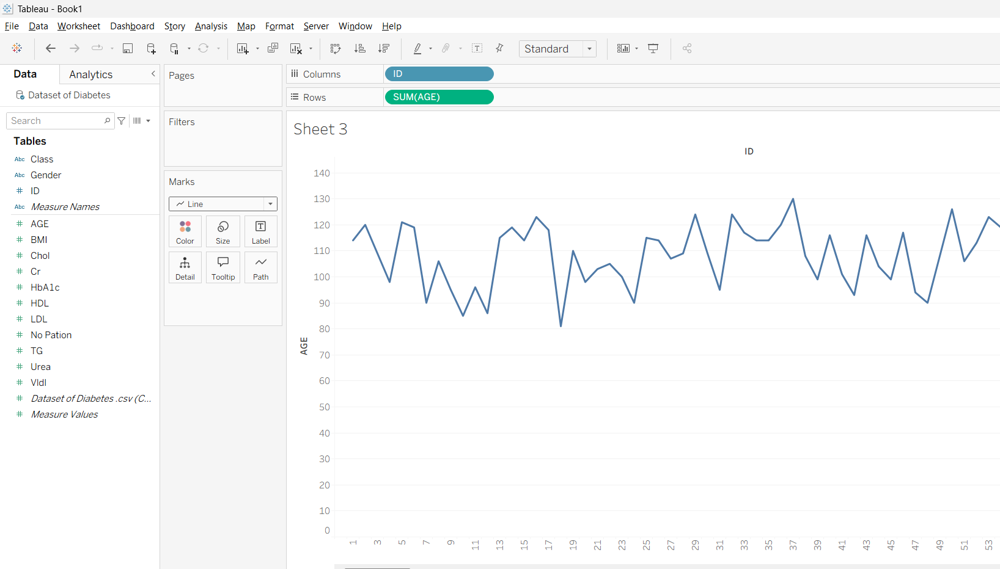 Tableau - Book1
File Data Worksheet Dashboard Story Analysis Map Format Server Window Help
Standard
Data Analytics
Dataset of Diabetes
Search
Tables
Abc Class
Abc Gender
# ID
Abc Measure Names
# AGE
# BMI
# Chol
# Cr
# HbA1c
# HDL
# LDL
# No Pation
# TG
# Urea
# Vldl
# Dataset of Diabetes .csv (C...
# Measure Values
Pages
Filters
Marks
Line
Color Size Label
Detail Tooltip Path
Columns ID
Rows SUM(AGE)
Sheet 3
ID
AGE
140
130
120
110
100
90
80
70
60
50
40
30
20
10
0
1 3 5 7 9 11 13 15 17 19 21 23 25 27 29 31 33 35 37 39 41 43 45 47 49 51 53